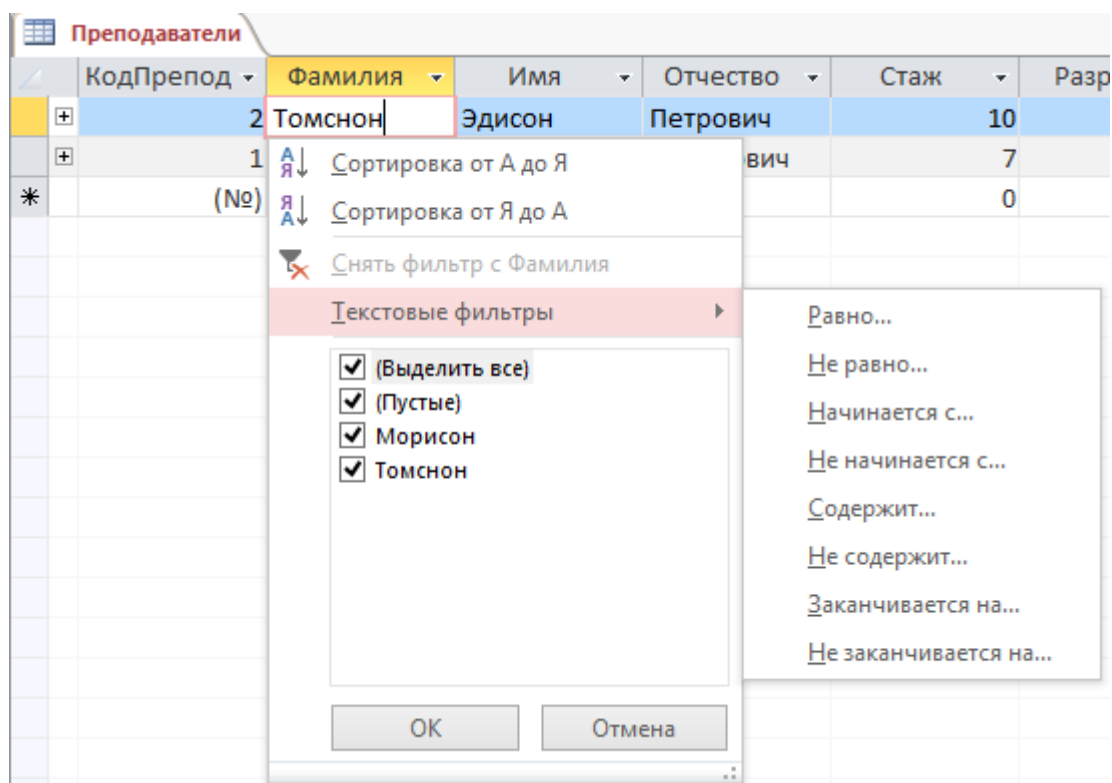 Преподаватели
КодПрепод Фамилия Имя Отчество Стаж Разр
2 Томснон Эдисон Петрович 10
1 вич 7
(№) 0
Сортировка от А до Я
Сортировка от Я до А
Снять фильтр с Фамилия
Текстовые фильтры
(Выделить все)
(Пустые)
Морисон
Томснон
ОК Отмена
Равно...
Не равно...
Начинается с...
Не начинается с...
Содержит...
Не содержит...
Заканчивается на...
Не заканчивается на...